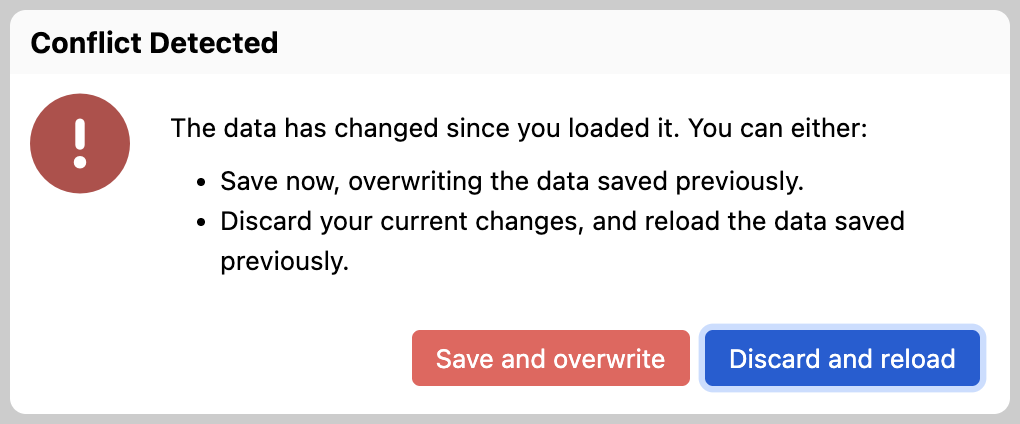 Conflict Detected
The data has changed since you loaded it. You can either:
• Save now, overwriting the data saved previously.
• Discard your current changes, and reload the data saved
previously.
Save and overwrite
Discard and reload